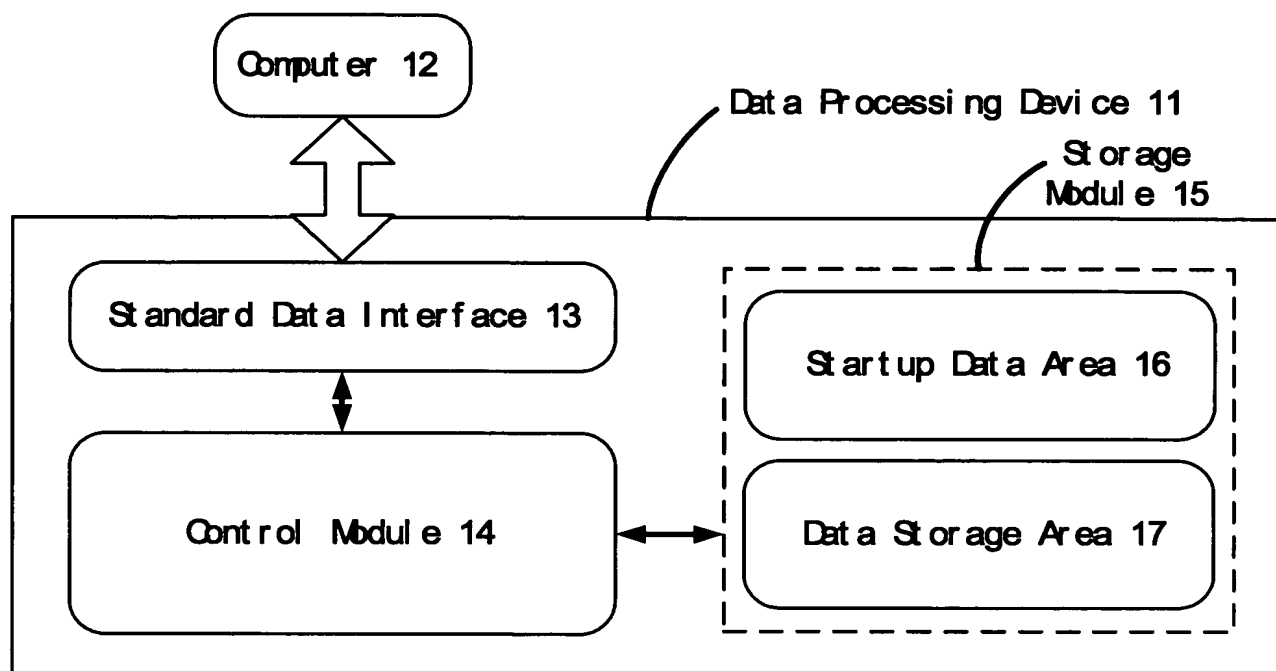 Computer 12
Data Processing Device 11
Storage
Module 15
Standard Data Interface 13
Startup Data Area 16
Control Module 14
Data Storage Area 17